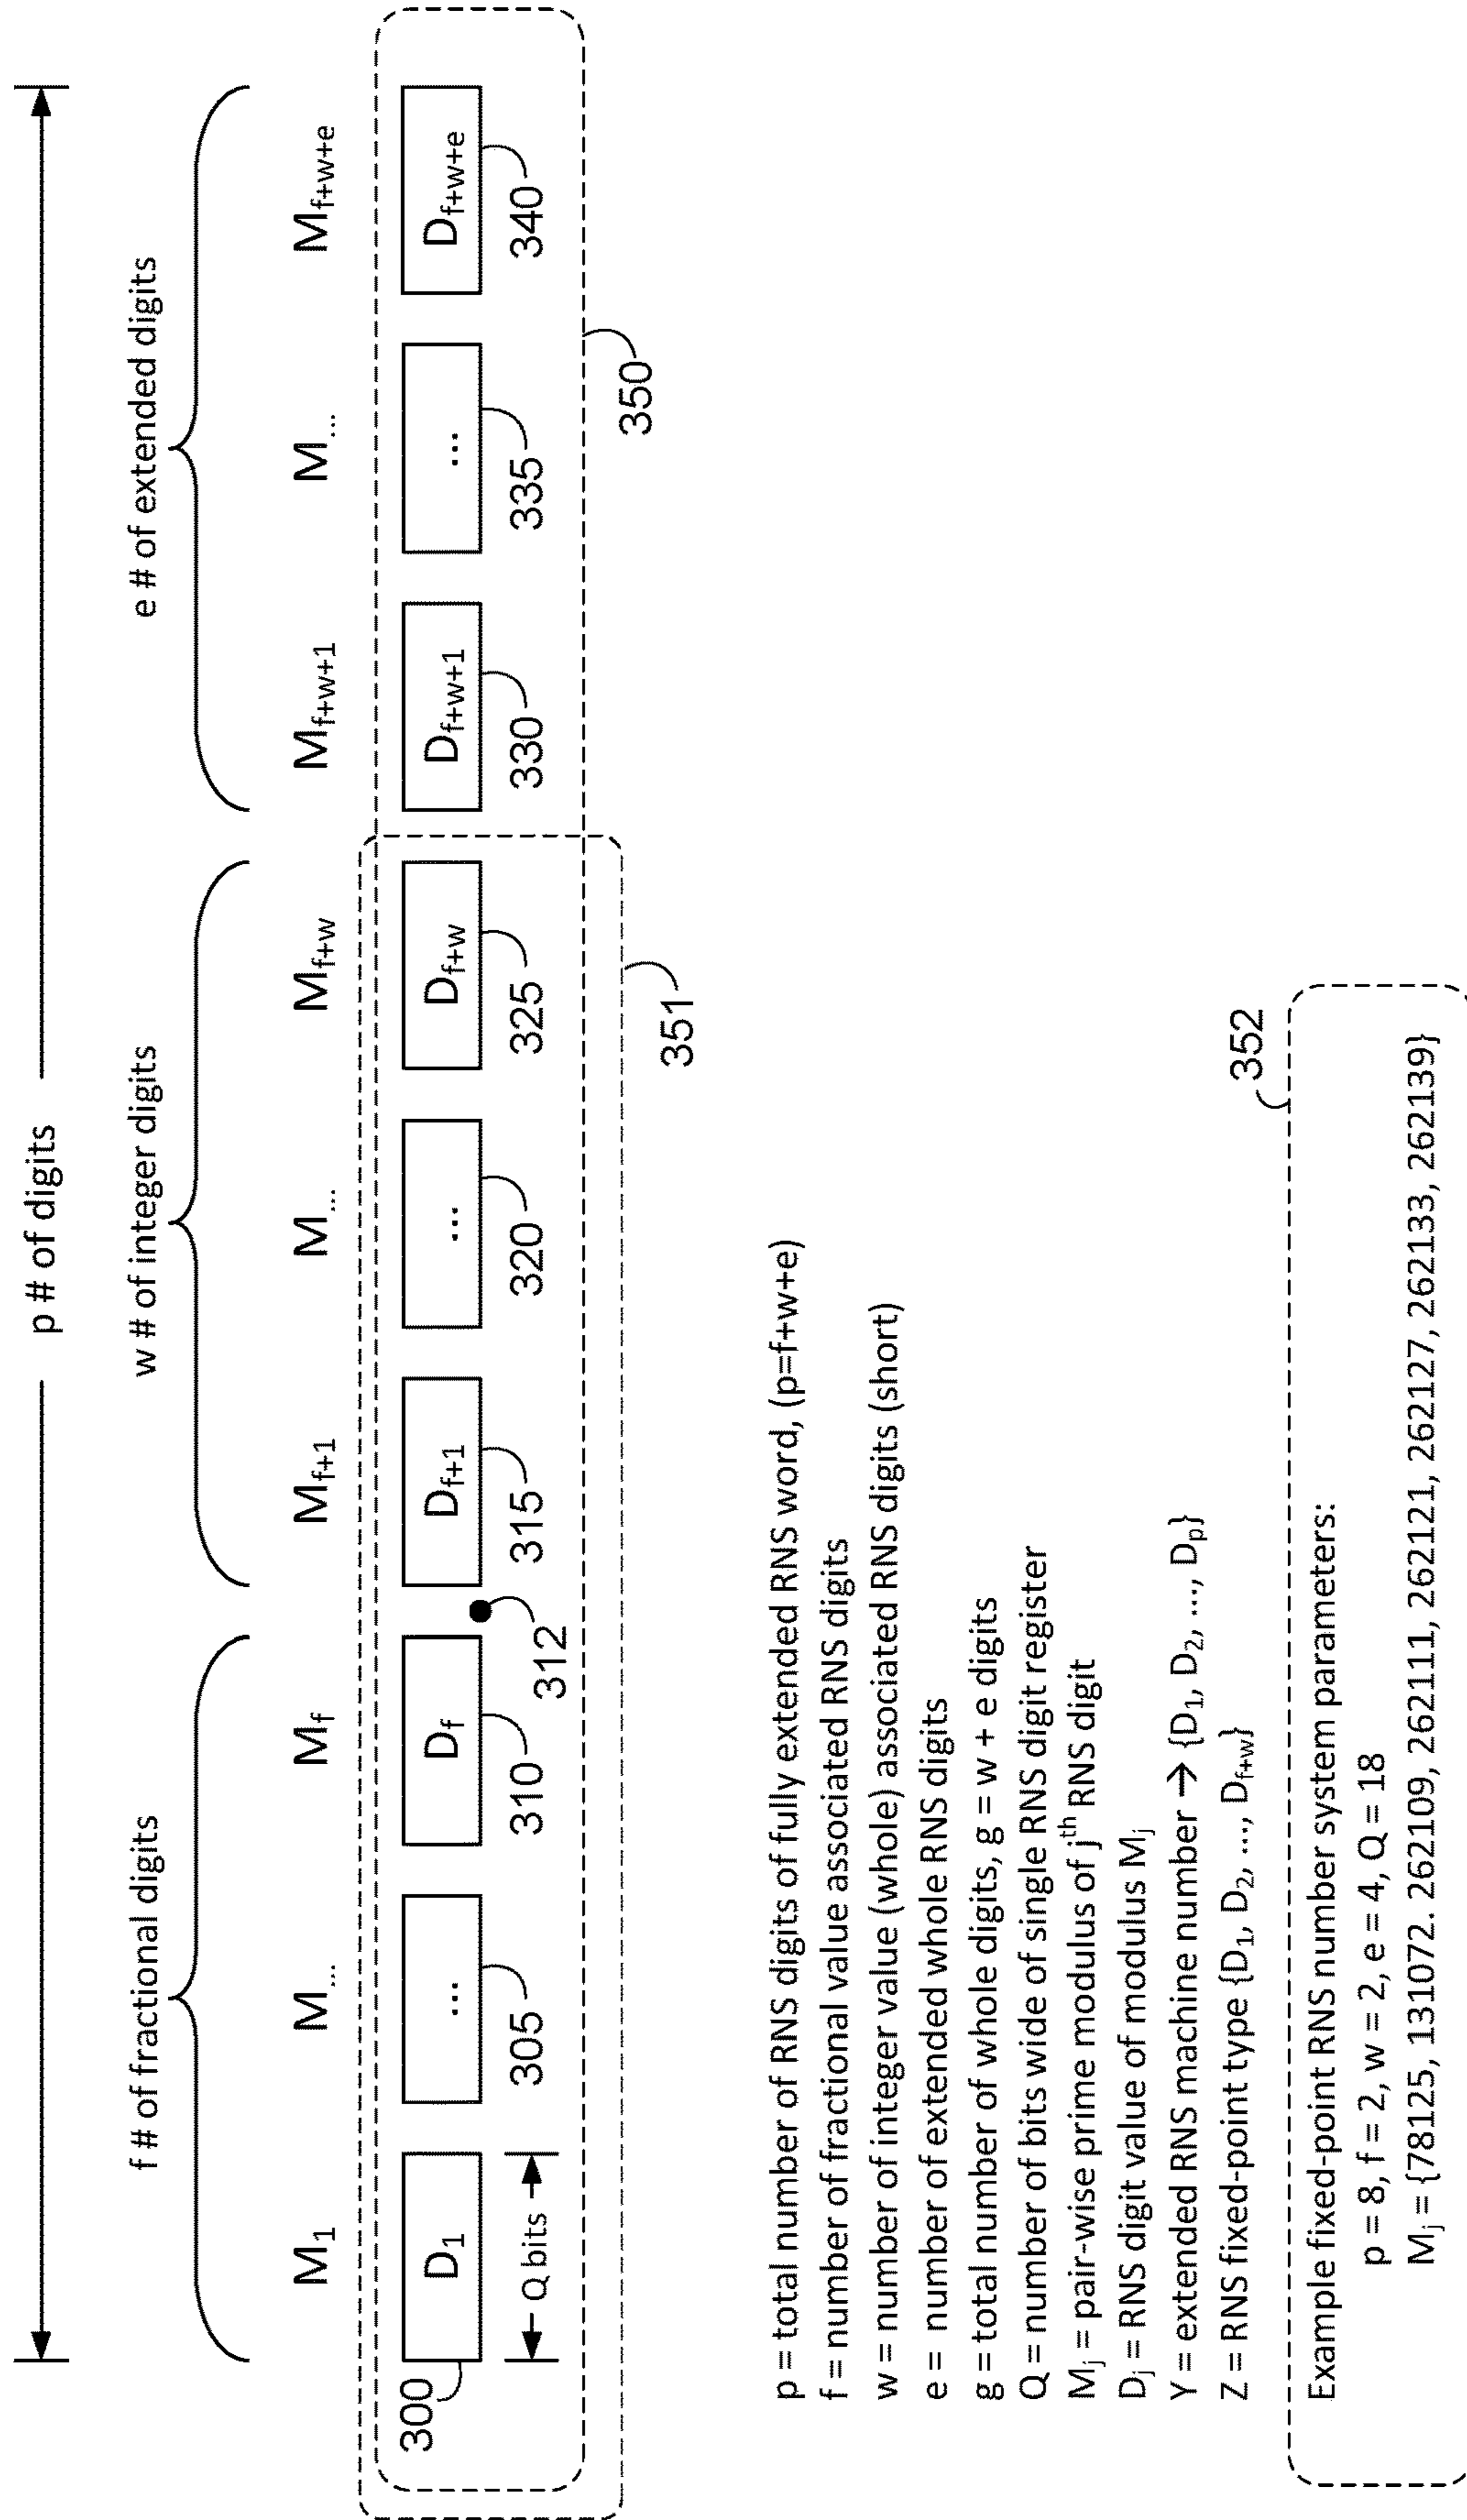 p # of digits
f # of fractional digits w # of integer digits e # of extended digits
M1 M... Mf Mf+1 M... Mf+w Mf+w+1 M... Mf+w+e
300 D1 ... Df Df+1 ... Df+w Df+w+1 ... Df+w+e
Q bits 305 310 312 315 320 325 330 335 340
351 350
p = total number of RNS digits of fully extended RNS word, (p=f+w+e)
f = number of fractional value associated RNS digits
w = number of integer value (whole) associated RNS digits (short)
e = number of extended whole RNS digits
g = total number of whole digits, g = w + e digits
Q = number of bits wide of single RNS digit register
Mj = pair-wise prime modulus of jth RNS digit
Dj = RNS digit value of modulus Mj
Y = extended RNS machine number → {D1, D2, ..., Dp}
Z = RNS fixed-point type {D1, D2, ..., Df+w}
352
Example fixed-point RNS number system parameters:
p = 8, f = 2, w = 2, e = 4, Q = 18
Mj = {78125, 131072. 262109, 262111, 262121, 262127, 262133, 262139}